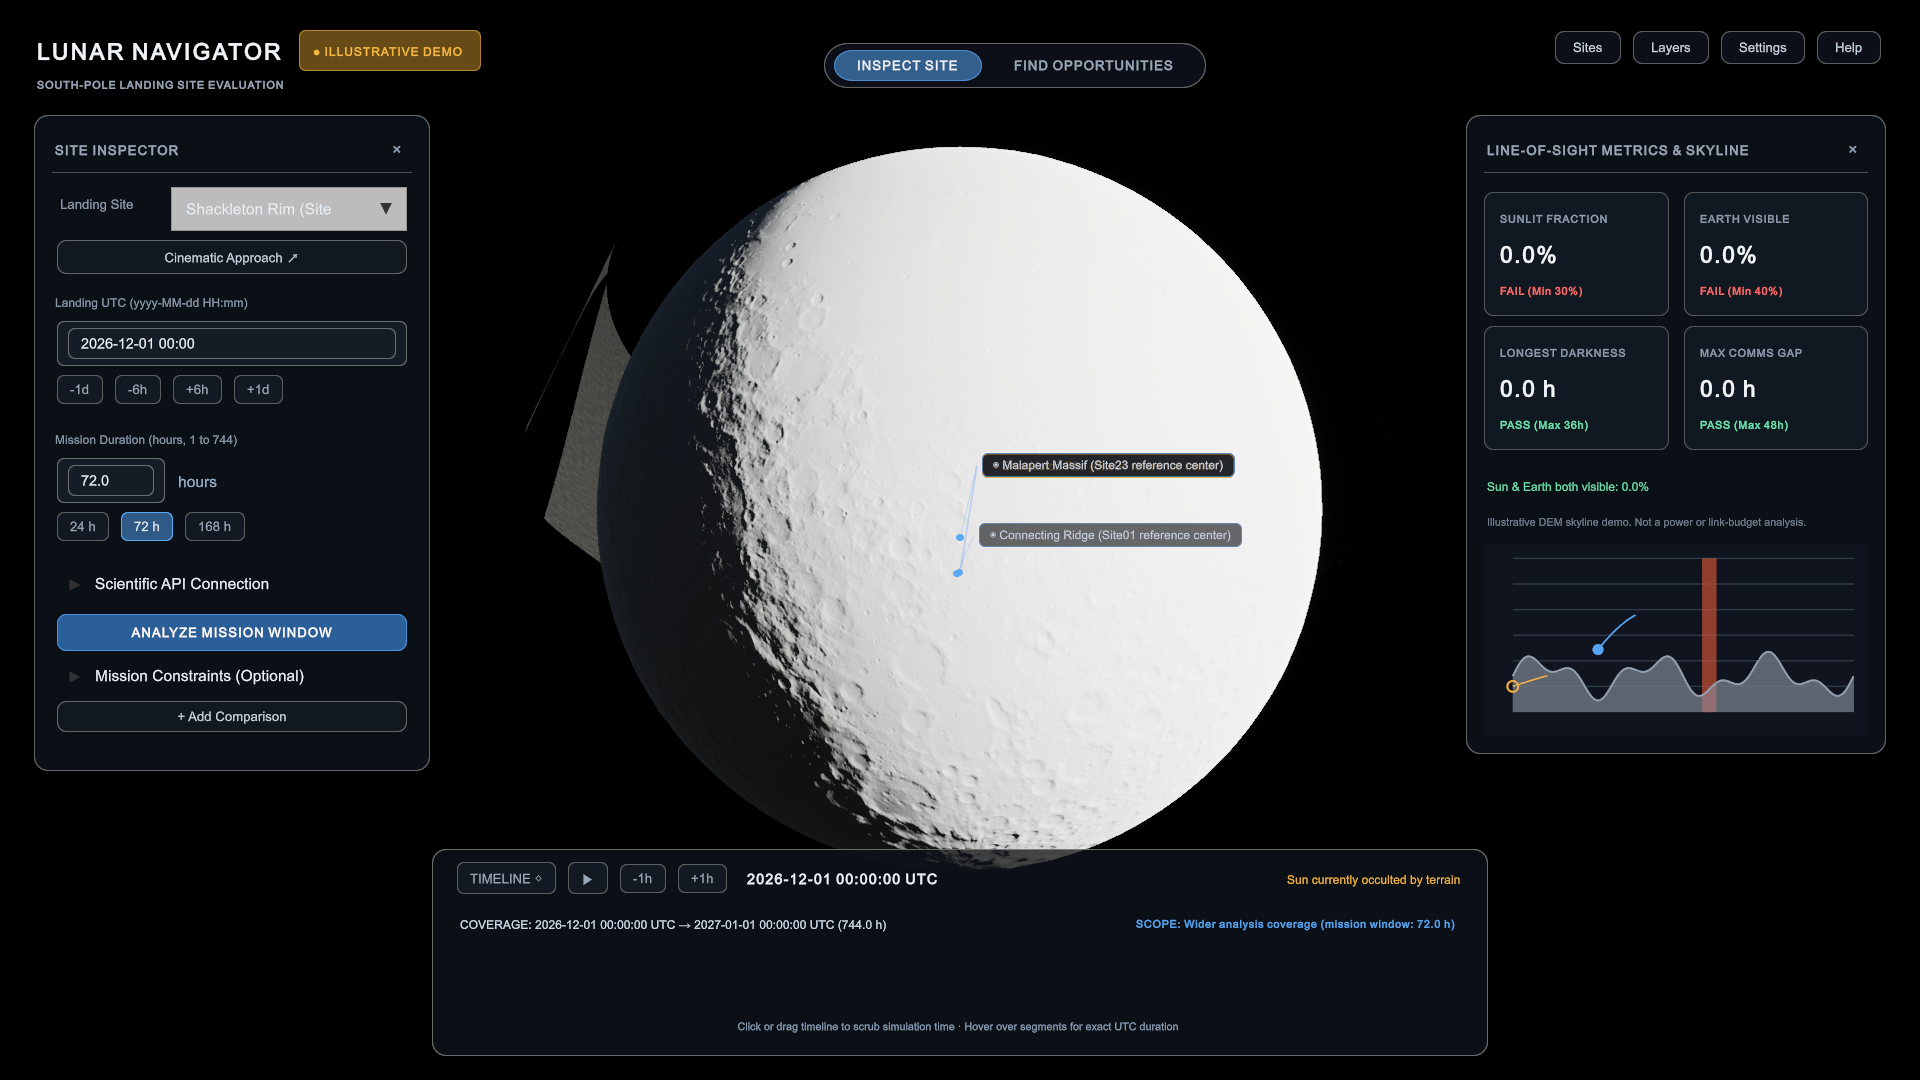 LUNAR NAVIGATOR
● ILLUSTRATIVE DEMO
SOUTH-POLE LANDING SITE EVALUATION
INSPECT SITE
FIND OPPORTUNITIES
Sites
Layers
Settings
Help
SITE INSPECTOR
×
Landing Site
Shackleton Rim (Site
▼
Cinematic Approach ↗
Landing UTC (yyyy-MM-dd HH:mm)
2026-12-01 00:00
-1d
-6h
+6h
+1d
Mission Duration (hours, 1 to 744)
72.0
hours
24 h
72 h
168 h
Scientific API Connection
ANALYZE MISSION WINDOW
Mission Constraints (Optional)
+ Add Comparison
Malapert Massif (Site23 reference center)
Connecting Ridge (Site01 reference center)
LINE-OF-SIGHT METRICS & SKYLINE
×
SUNLIT FRACTION
0.0%
FAIL (Min 30%)
EARTH VISIBLE
0.0%
FAIL (Min 40%)
LONGEST DARKNESS
0.0 h
PASS (Max 36h)
MAX COMMS GAP
0.0 h
PASS (Max 48h)
Sun & Earth both visible: 0.0%
Illustrative DEM skyline demo. Not a power or link-budget analysis.
TIMELINE ◇
-1h
+1h
2026-12-01 00:00:00 UTC
Sun currently occulted by terrain
COVERAGE: 2026-12-01 00:00:00 UTC → 2027-01-01 00:00:00 UTC (744.0 h)
SCOPE: Wider analysis coverage (mission window: 72.0 h)
Click or drag timeline to scrub simulation time · Hover over segments for exact UTC duration